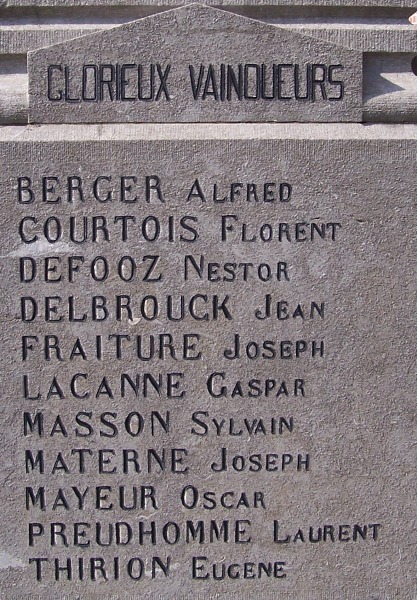 GLORIEUX VAINQUEURS
BERGER ALFRED
COURTOIS FLORENT
DEFOOZ NESTOR
DELBROUCK JEAN
FRAITURE JOSEPH
LACANNE GASPAR
MASSON SYLVAIN
MATERNE JOSEPH
MAYEUR OSCAR
PREUDHOMME LAURENT
THIRION EUGENE